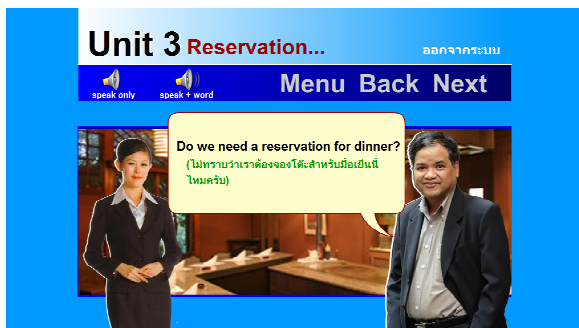 Unit 3 Reservation...
ออกจากระบบ
speak only
speak + word
Menu Back Next
Do we need a reservation for dinner?
(ไม่ทราบว่าเราต้องจองโต๊ะสำหรับมื้อเย็นนี้
ไหมครับ)